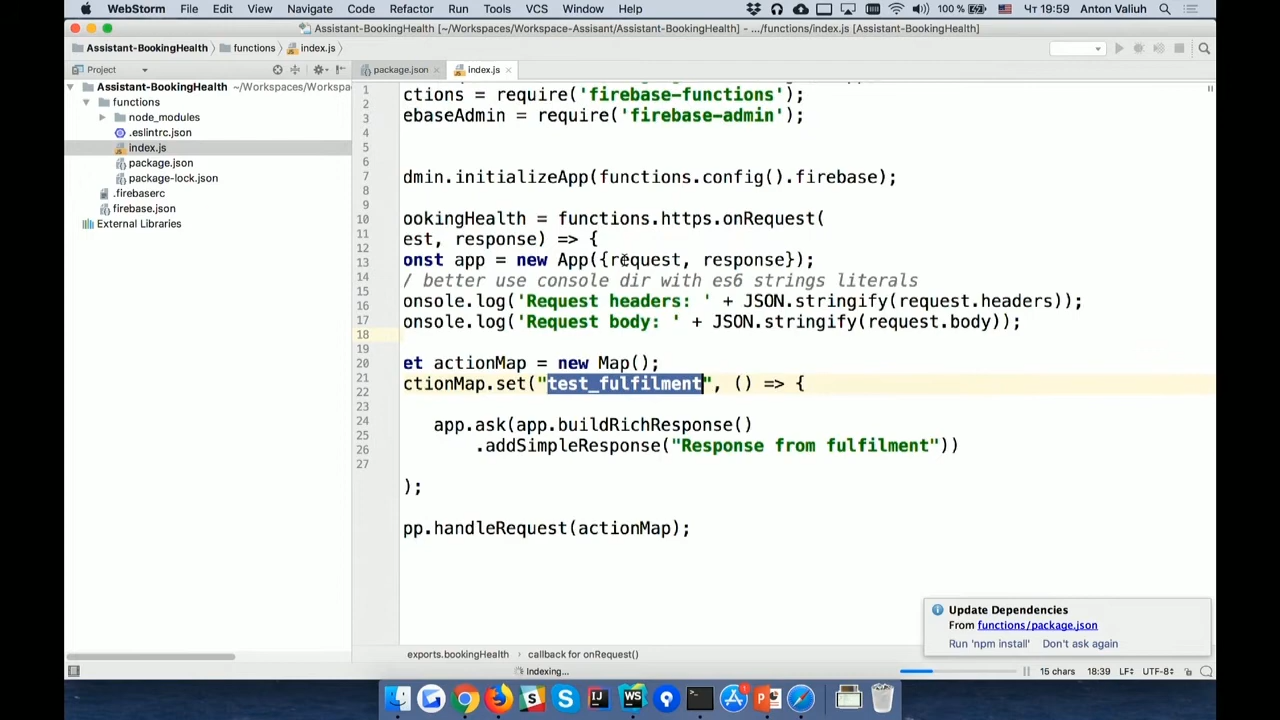 WebStorm File Edit View Navigate Code Refactor Run Tools VCS Window Help 100 % Чт 19:59 Anton Valiuh
Assistant-BookingHealth [~/Workspaces/Workspace-Assisant/Assistant-BookingHealth] - .../functions/index.js [Assistant-BookingHealth]
Assistant-BookingHealth functions index.js
Project package.json index.js
Assistant-BookingHealth ~/Workspaces/Workspa
functions
node_modules
.eslintrc.json
index.js
package.json
package-lock.json
.firebaserc
firebase.json
External Libraries
1
2
3
4
5
6
7
8
9
10
11
12
13
14
15
16
17
18
19
20
21
22
23
24
25
26
27
ctions = require('firebase-functions');
ebaseAdmin = require('firebase-admin');
dmin.initializeApp(functions.config().firebase);
ookingHealth = functions.https.onRequest(
est, response) => {
onst app = new App({request, response});
/ better use console dir with es6 strings literals
onsole.log('Request headers: ' + JSON.stringify(request.headers));
onsole.log('Request body: ' + JSON.stringify(request.body));
et actionMap = new Map();
ctionMap.set("test_fulfilment", () => {
app.ask(app.buildRichResponse()
.addSimpleResponse("Response from fulfilment"))
);
pp.handleRequest(actionMap);
Update Dependencies
From functions/package.json
Run 'npm install' Don't ask again
exports.bookingHealth › callback for onRequest()
Indexing... 16 chars 18:39 LF÷ UTF-8÷